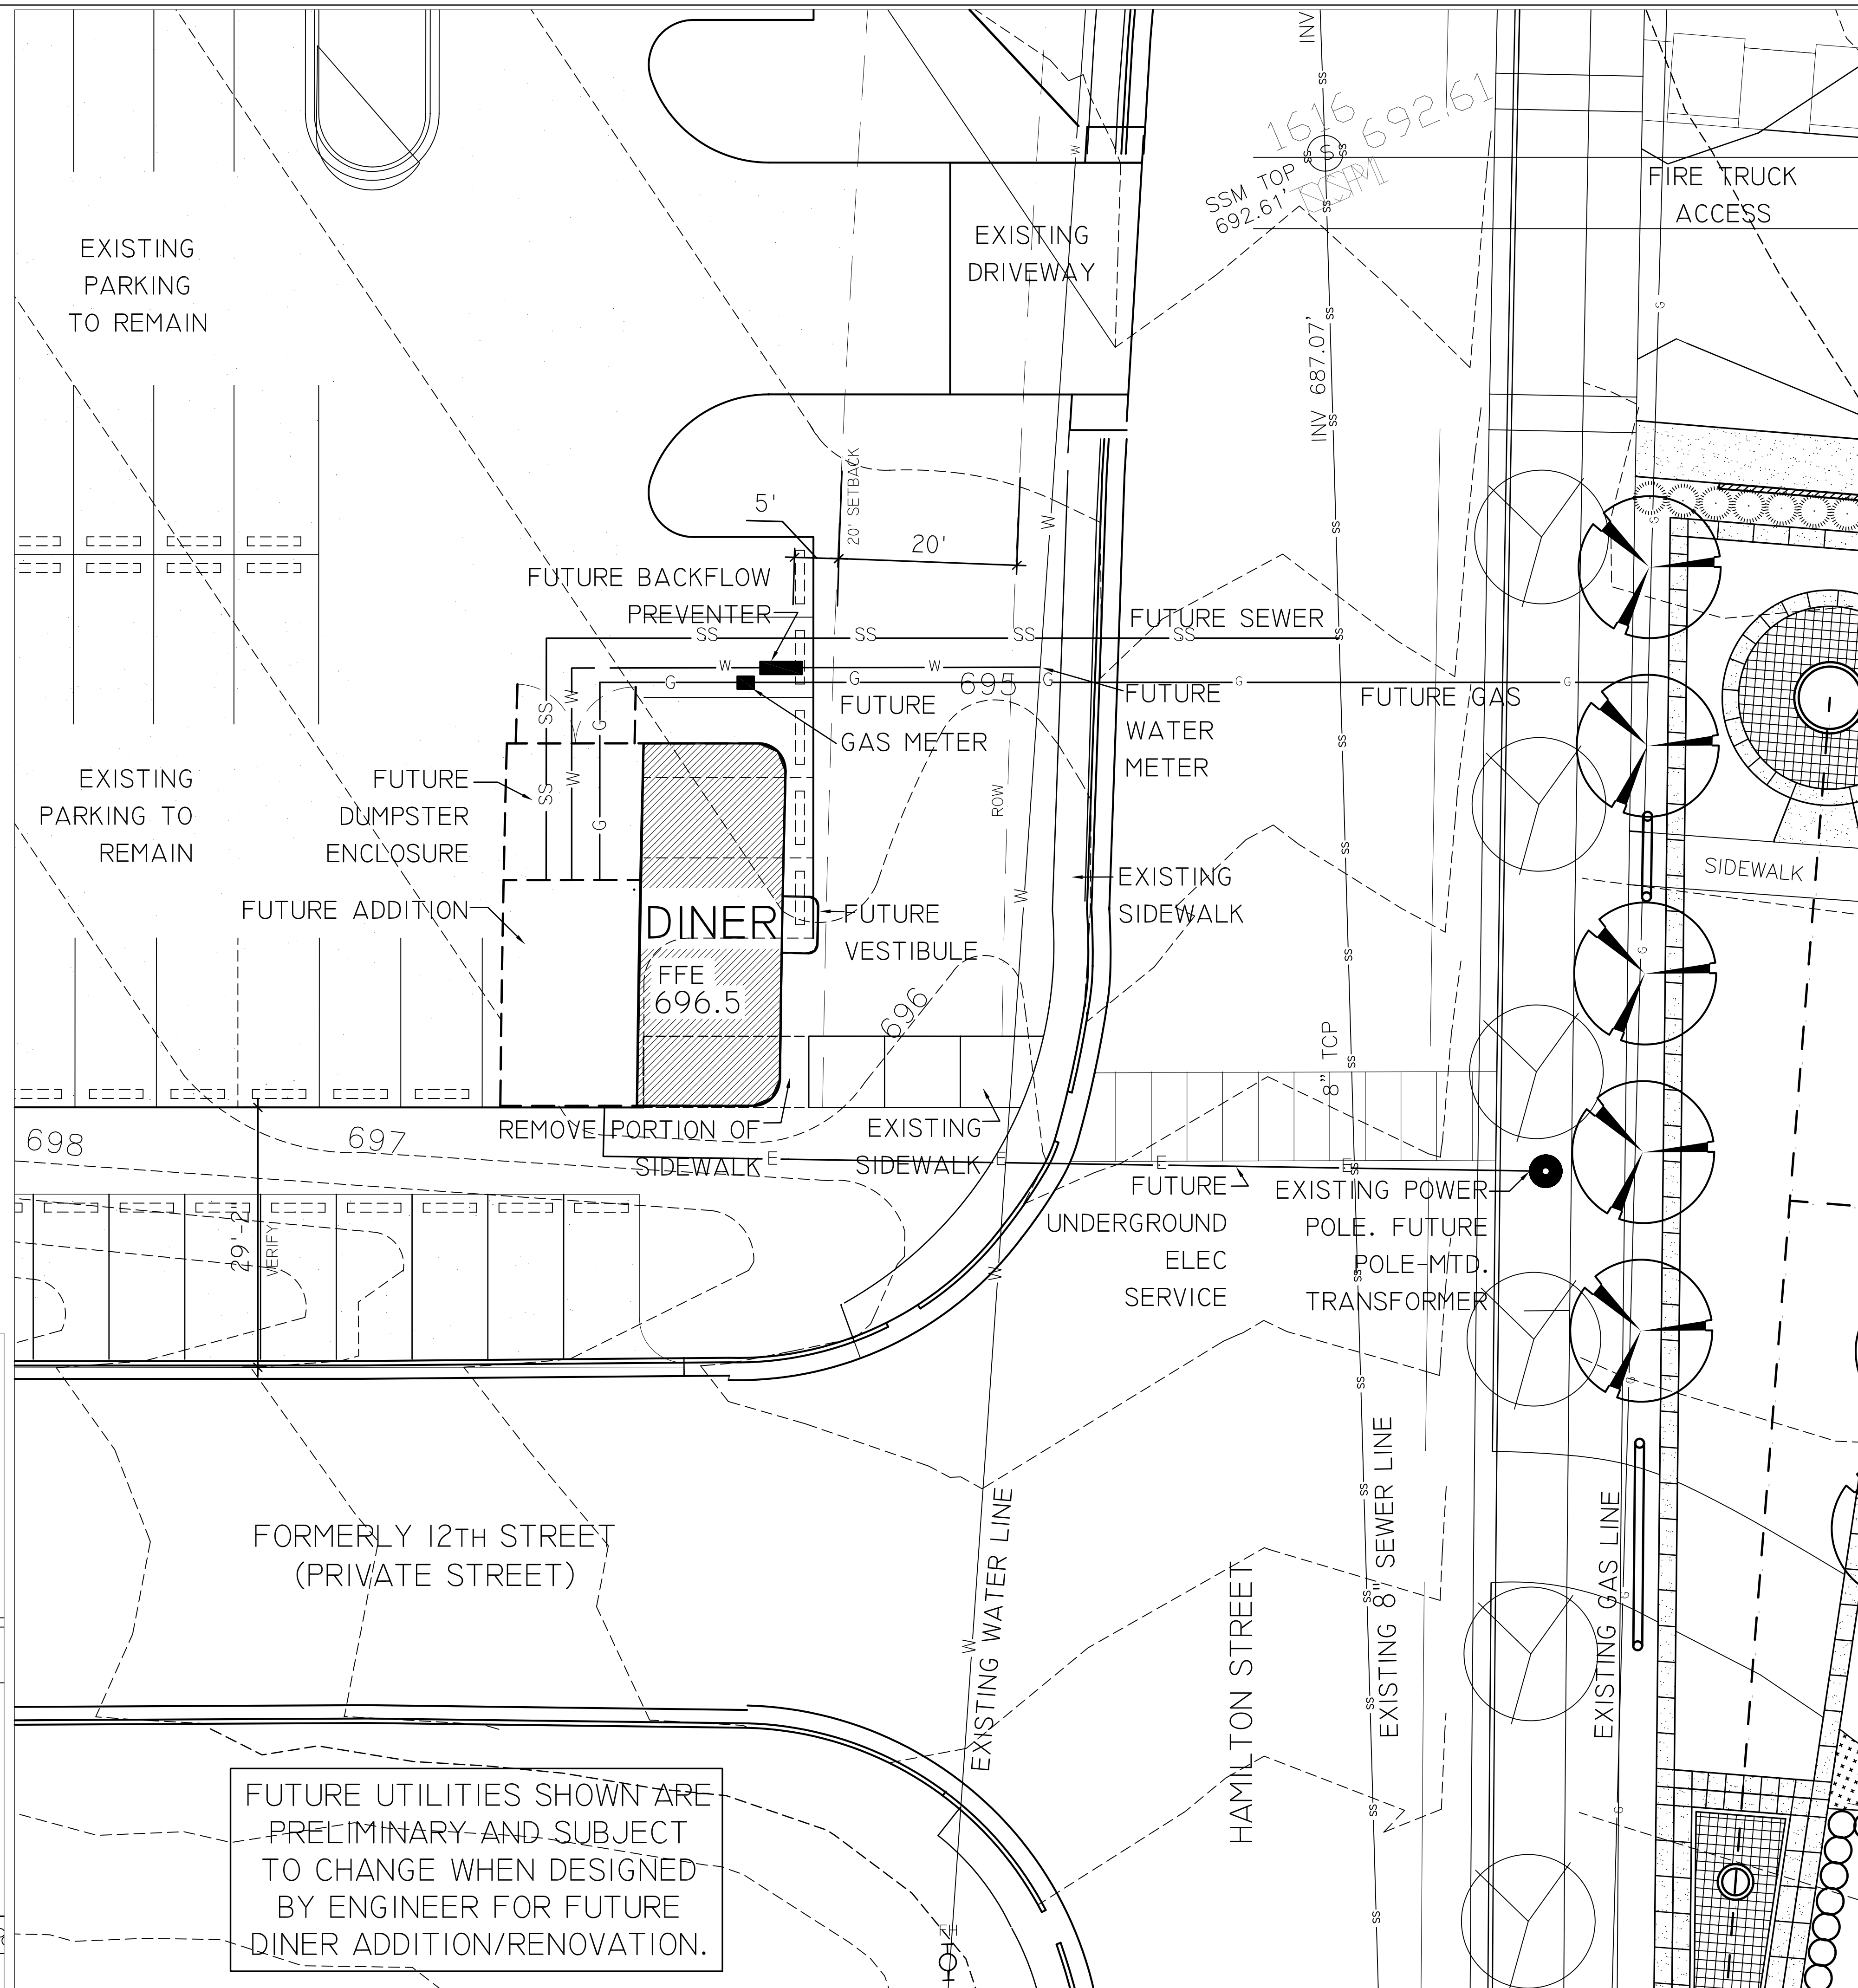 INV
1616
692.61
SSM TOP
692.61'
S
FIRE TRUCK
ACCESS
EXISTING
PARKING
TO REMAIN
EXISTING
DRIVEWAY
INV 687.07'
20' SETBACK
5'
20'
FUTURE BACKFLOW
PREVENTER
FUTURE SEWER
SS SS SS SS
W W
G G G G G
695
FUTURE
GAS METER
FUTURE
WATER
METER
FUTURE GAS
EXISTING
PARKING TO
REMAIN
FUTURE
DUMPSTER
ENCLOSURE
SS
W
G
SS
W
G
ROW
EXISTING
SIDEWALK
SIDEWALK
FUTURE ADDITION
DINER
FFE
696.5
FUTURE
VESTIBULE
696
8" TCP
698
697
REMOVE PORTION OF
SIDEWALK
EXISTING
SIDEWALK
E E E E
FUTURE
UNDERGROUND
ELEC
SERVICE
EXISTING POWER
POLE. FUTURE
POLE-MTD.
TRANSFORMER
29'-2"
VERIFY
FORMERLY 12TH STREET
(PRIVATE STREET)
EXISTING WATER LINE
HAMILTON STREET
EXISTING 8" SEWER LINE
EXISTING GAS LINE
FUTURE UTILITIES SHOWN ARE
PRELIMINARY AND SUBJECT
TO CHANGE WHEN DESIGNED
BY ENGINEER FOR FUTURE
DINER ADDITION/RENOVATION.